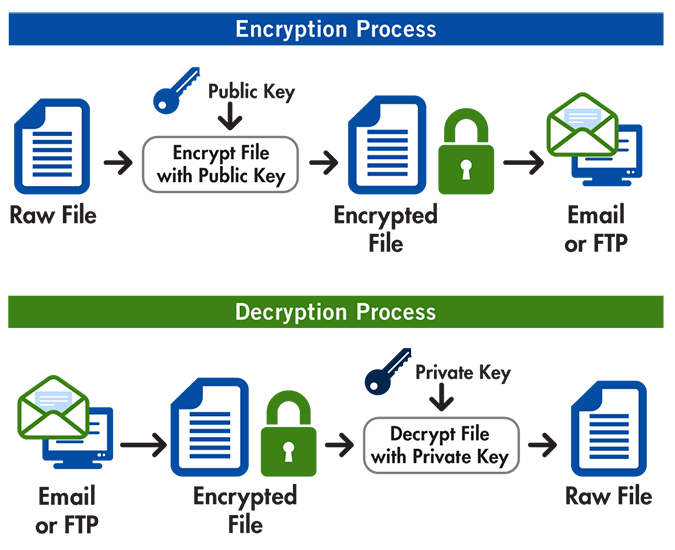 Encryption Process
Public Key
Encrypt File
with Public Key
Raw File
Encrypted
File
Email
or FTP
Decryption Process
Private Key
Decrypt File
with Private Key
Email
or FTP
Encrypted
File
Raw File